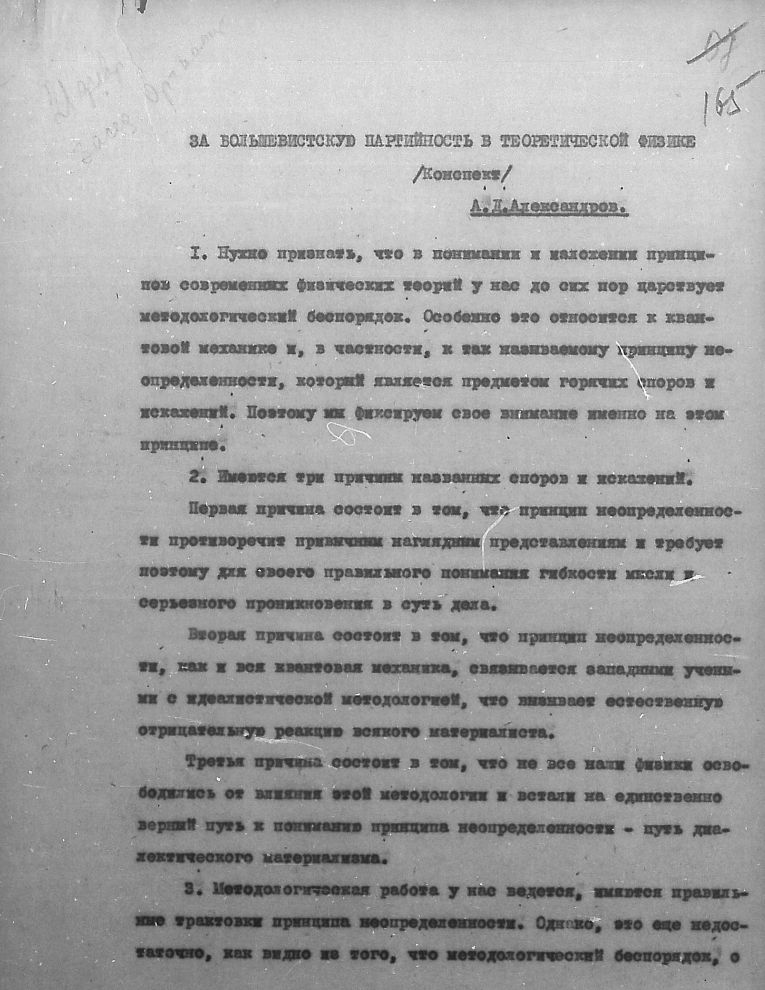 165
ЗА БОЛЬШЕВИСТСКУЮ ПАРТИЙНОСТЬ В ТЕОРЕТИЧЕСКОЙ ФИЗИКЕ
/Конспект/
А.Д.Александров.
1. Нужно признать, что в понимании и изложении принци-
пов современных физических теорий у нас до сих пор царствует
методологический беспорядок. Особенно это относится к кван-
товой механике и, в частности, к так называемому принципу не-
определенности, который является предметом горячих споров и
искажений. Поэтому мы фиксируем свое внимание именно на этом
принципе.
2. Имеются три причины названных споров и искажений.
Первая причина состоит в том, что принцип неопределеннос-
ти противоречит привычным наглядным представлениям и требует
поэтому для своего правильного понимания гибкости мысли и
серьезного проникновения в суть дела.
Вторая причина состоит в том, что принцип неопределеннос-
ти, как и вся квантовая механика, связывается западными учены-
ми с идеалистической методологией, что вызывает естественную
отрицательную реакцию всякого материалиста.
Третья причина состоит в том, что не все наши физики осво-
бодились от влияния этой методологии и встали на единственно
верный путь к пониманию принципа неопределенности - путь диа-
лектического материализма.
3. Методологическая работа у нас ведется, имются правиль-
ные трактовки принципа неопределенности. Однако, это еще недос-
таточно, как видно из того, что методологический беспорядок, о